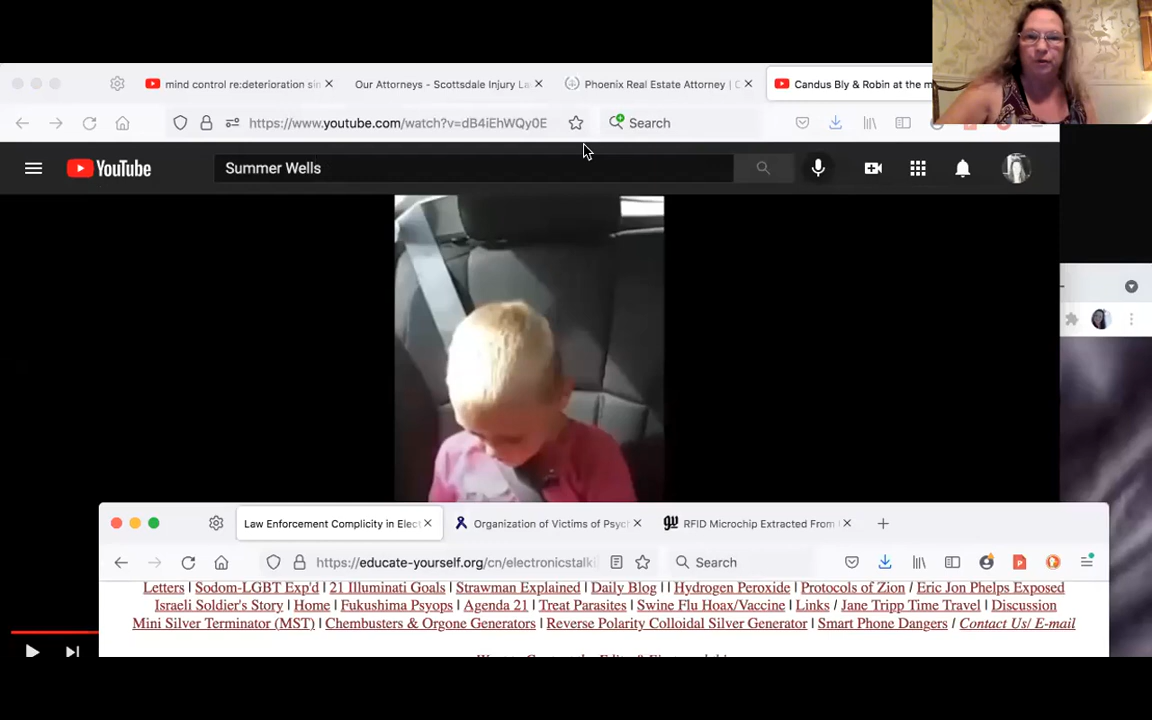 mind control re:deterioration sin
Our Attorneys - Scottsdale Injury La
Phoenix Real Estate Attorney | C
Candus Bly & Robin at the m
https://www.youtube.com/watch?v=dB4iEhWQy0E
Search
YouTube
Summer Wells
Law Enforcement Complicity in Elect
Organization of Victims of Psych
RFID Microchip Extracted From
https://educate-yourself.org/cn/electronicstalki
Search
Letters | Sodom-LGBT Exp'd | 21 Illuminati Goals | Strawman Explained | Daily Blog | | Hydrogen Peroxide | Protocols of Zion / Eric Jon Phelps Exposed
Israeli Soldier's Story | Home | Fukushima Psyops | Agenda 21 | Treat Parasites | Swine Flu Hoax/Vaccine | Links / Jane Tripp Time Travel | Discussion
Mini Silver Terminator (MST) | Chembusters & Orgone Generators | Reverse Polarity Colloidal Silver Generator | Smart Phone Dangers / Contact Us/ E-mail